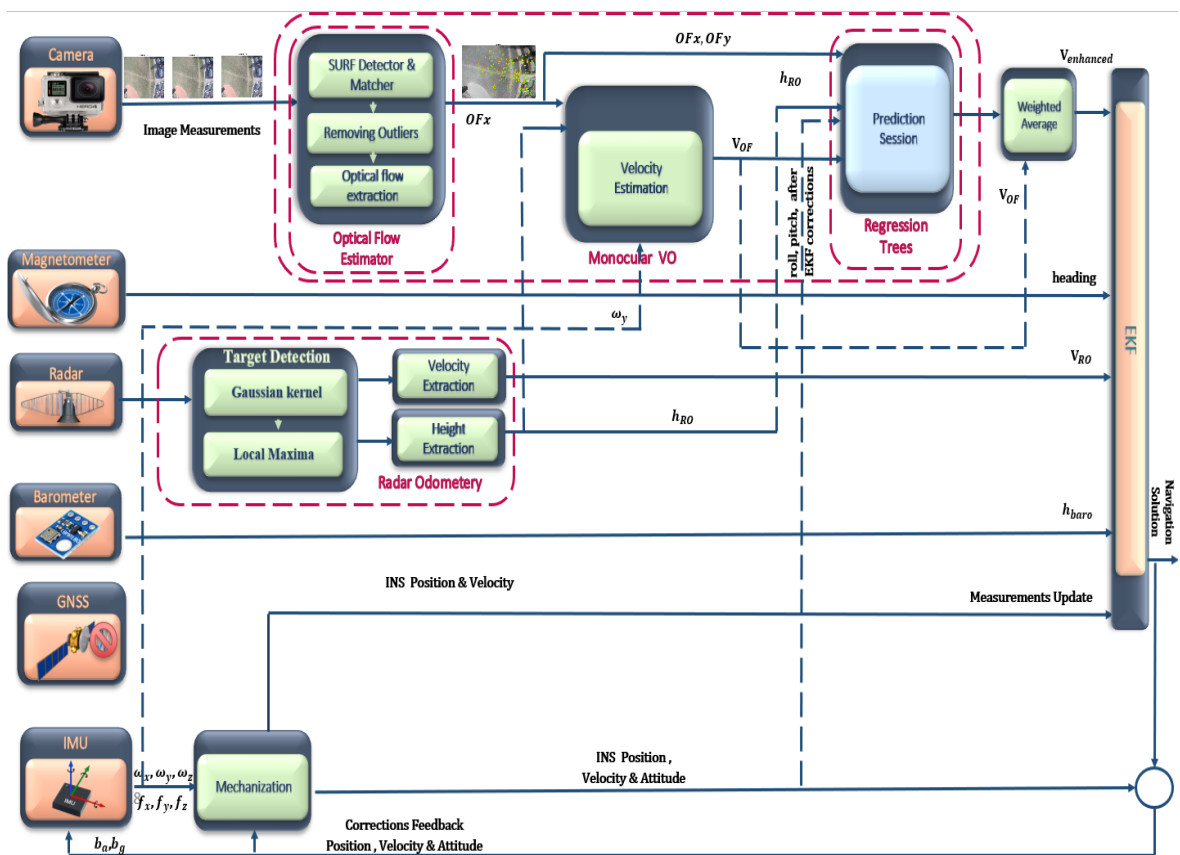 Camera
Image Measurements
SURF Detector &
Matcher
Removing Outliers
Optical flow
extraction
Optical Flow
Estimator
OFx
OFx, OFy
Velocity
Estimation
Monocular VO
V_OF
h_RO
roll, pitch, after
EKF corrections
Prediction
Session
Regression
Trees
Weighted
Average
V_enhanced
V_OF
Magnetometer
heading
ω_y
Radar
Target Detection
Gaussian kernel
Local Maxima
Velocity
Extraction
Height
Extraction
Radar Odometery
V_RO
h_RO
EKF
Barometer
h_baro
Navigation
Solution
GNSS
INS Position & Velocity
Measurements Update
IMU
IMU
ω_x, ω_y, ω_z
8
f_x, f_y, f_z
Mechanization
INS Position ,
Velocity & Attitude
Corrections Feedback
Position , Velocity & Attitude
b_a, b_g